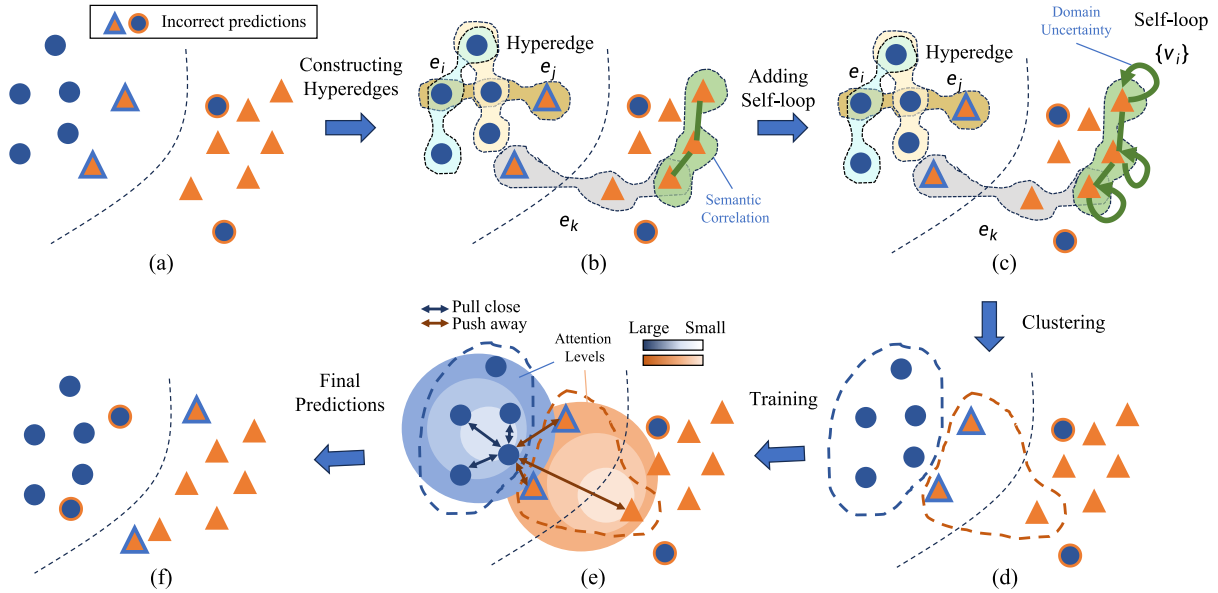 Incorrect predictions
(a)
Constructing
Hyperedges
Hyperedge
e_i
e_j
e_k
Semantic
Correlation
(b)
Adding
Self-loop
Domain
Uncertainty
Self-loop
{v_i}
Hyperedge
e_i
e_j
e_k
(c)
Clustering
(d)
Training
Pull close
Push away
Attention
Levels
Large Small
(e)
Final
Predictions
(f)